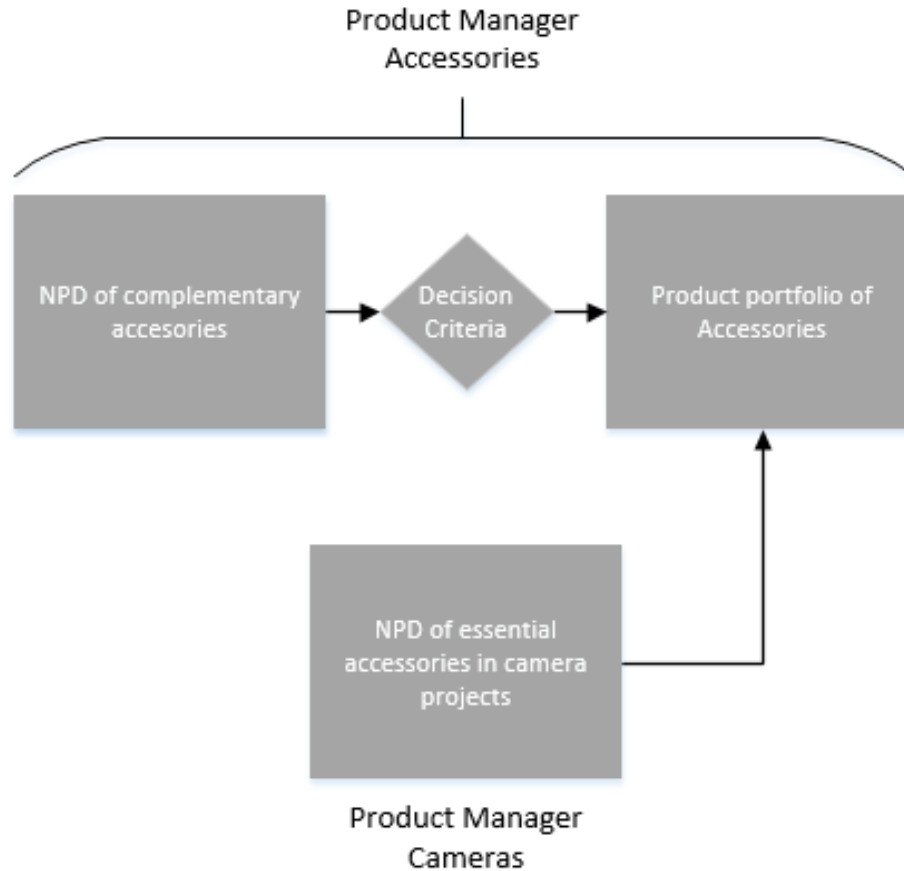 Product Manager
Accessories
NPD of complementary
accesories
Decision
Criteria
Product portfolio of
Accessories
NPD of essential
accessories in camera
projects
Product Manager
Cameras